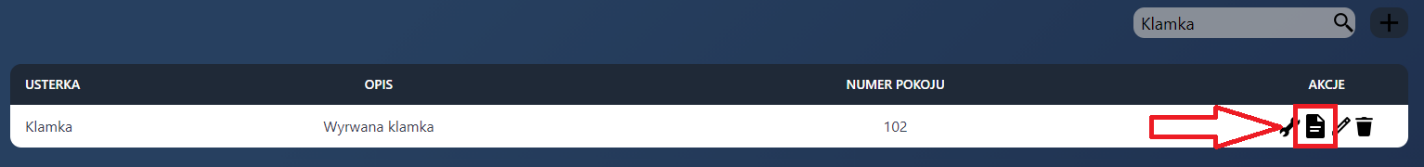 Klamka
USTERKA OPIS NUMER POKOJU AKCJE
Klamka Wyrwana klamka 102